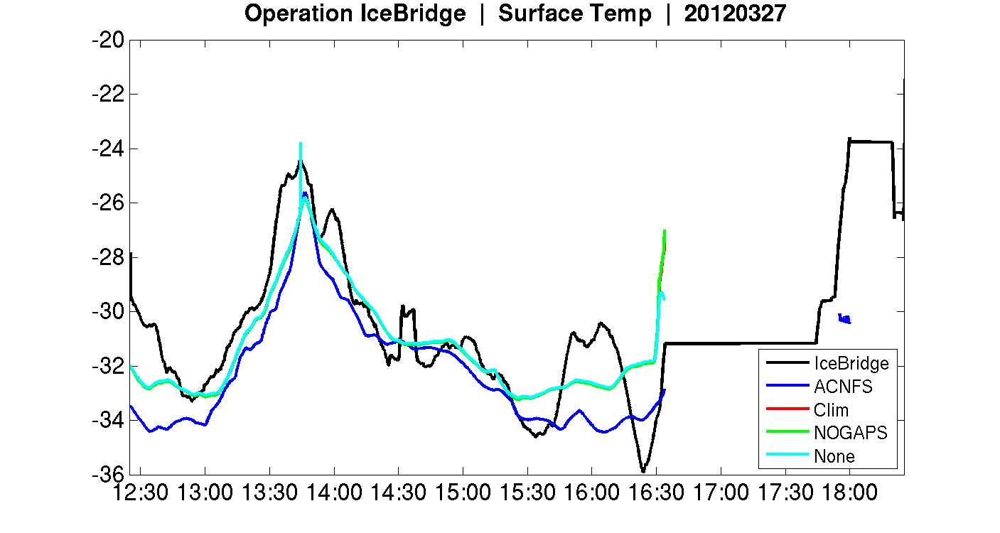 Operation IceBridge | Surface Temp | 20120327
-20
-22
-24
-26
-28
-30
-32
-34
-36
IceBridge
ACNFS
Clim
NOGAPS
None
12:30 13:00 13:30 14:00 14:30 15:00 15:30 16:00 16:30 17:00 17:30 18:00